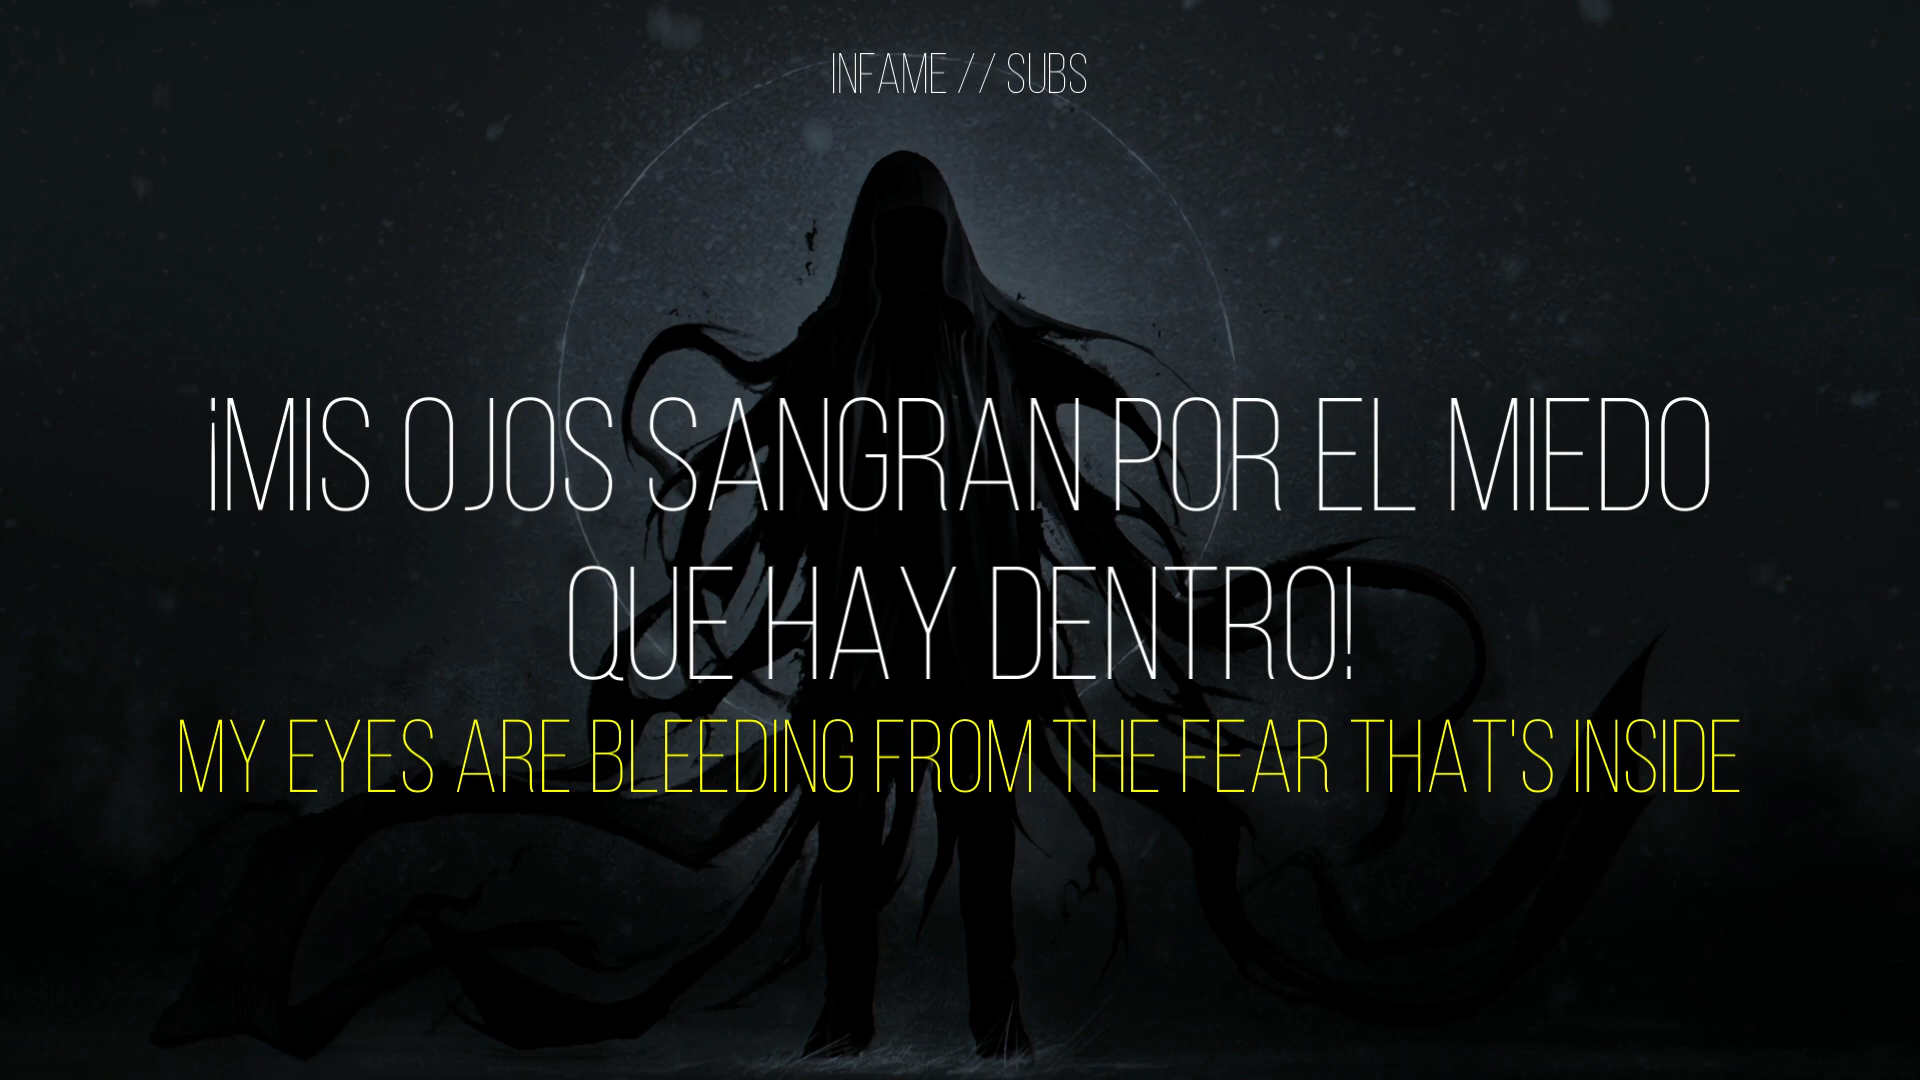 INFAME // SUBS
¡MIS OJOS SANGRAN POR EL MIEDO
QUE HAY DENTRO!
MY EYES ARE BLEEDING FROM THE FEAR THAT'S INSIDE